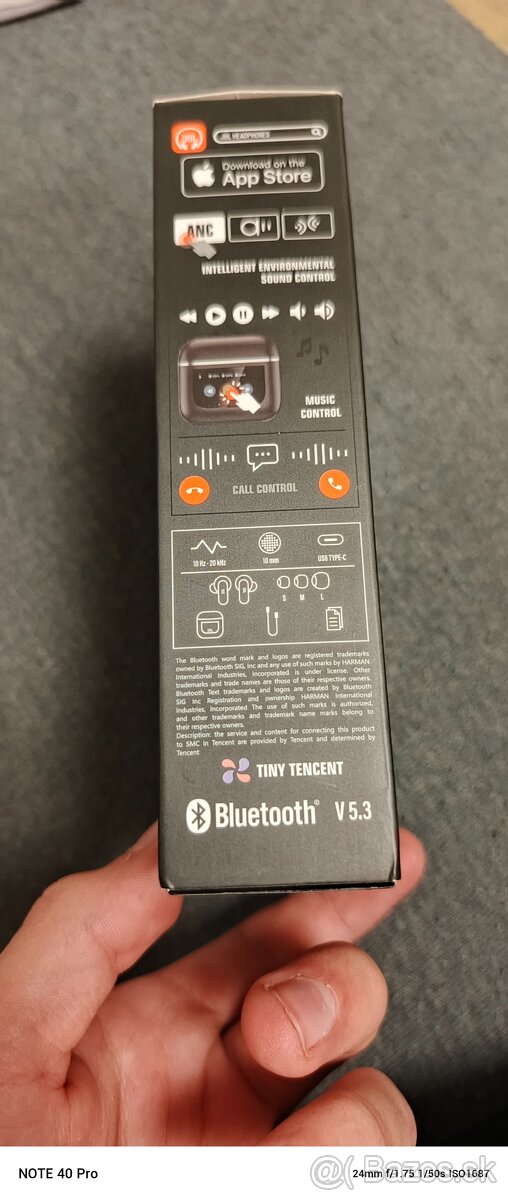 JBL HEADPHONES
Download on the
App Store
ANC
INTELLIGENT ENVIRONMENTAL
SOUND CONTROL
MUSIC
CONTROL
CALL CONTROL
10 Hz - 20 kHz
10 mm
USB TYPE-C
S M L
The Bluetooth word mark and logos are registered trademarks
owned by Bluetooth SIG, Inc and any use of such marks by HARMAN
International Industries, Incorporated is under license. Other
trademarks and trade names are those of their respective owners.
Bluetooth Text trademarks and logos are created by Bluetooth
SIG Inc Registration and ownership HARMAN International
Industries, Incorporated The use of such marks is authorized,
and other trademarks and trademark name marks belong to
their respective owners.
Description: the service and content for connecting this product
to SMC in Tencent are provided by Tencent and determined by
Tencent
TINY TENCENT
Bluetooth® V 5.3
NOTE 40 Pro
24mm f/1.75 1/50s ISO1687
@ Bazos.sk